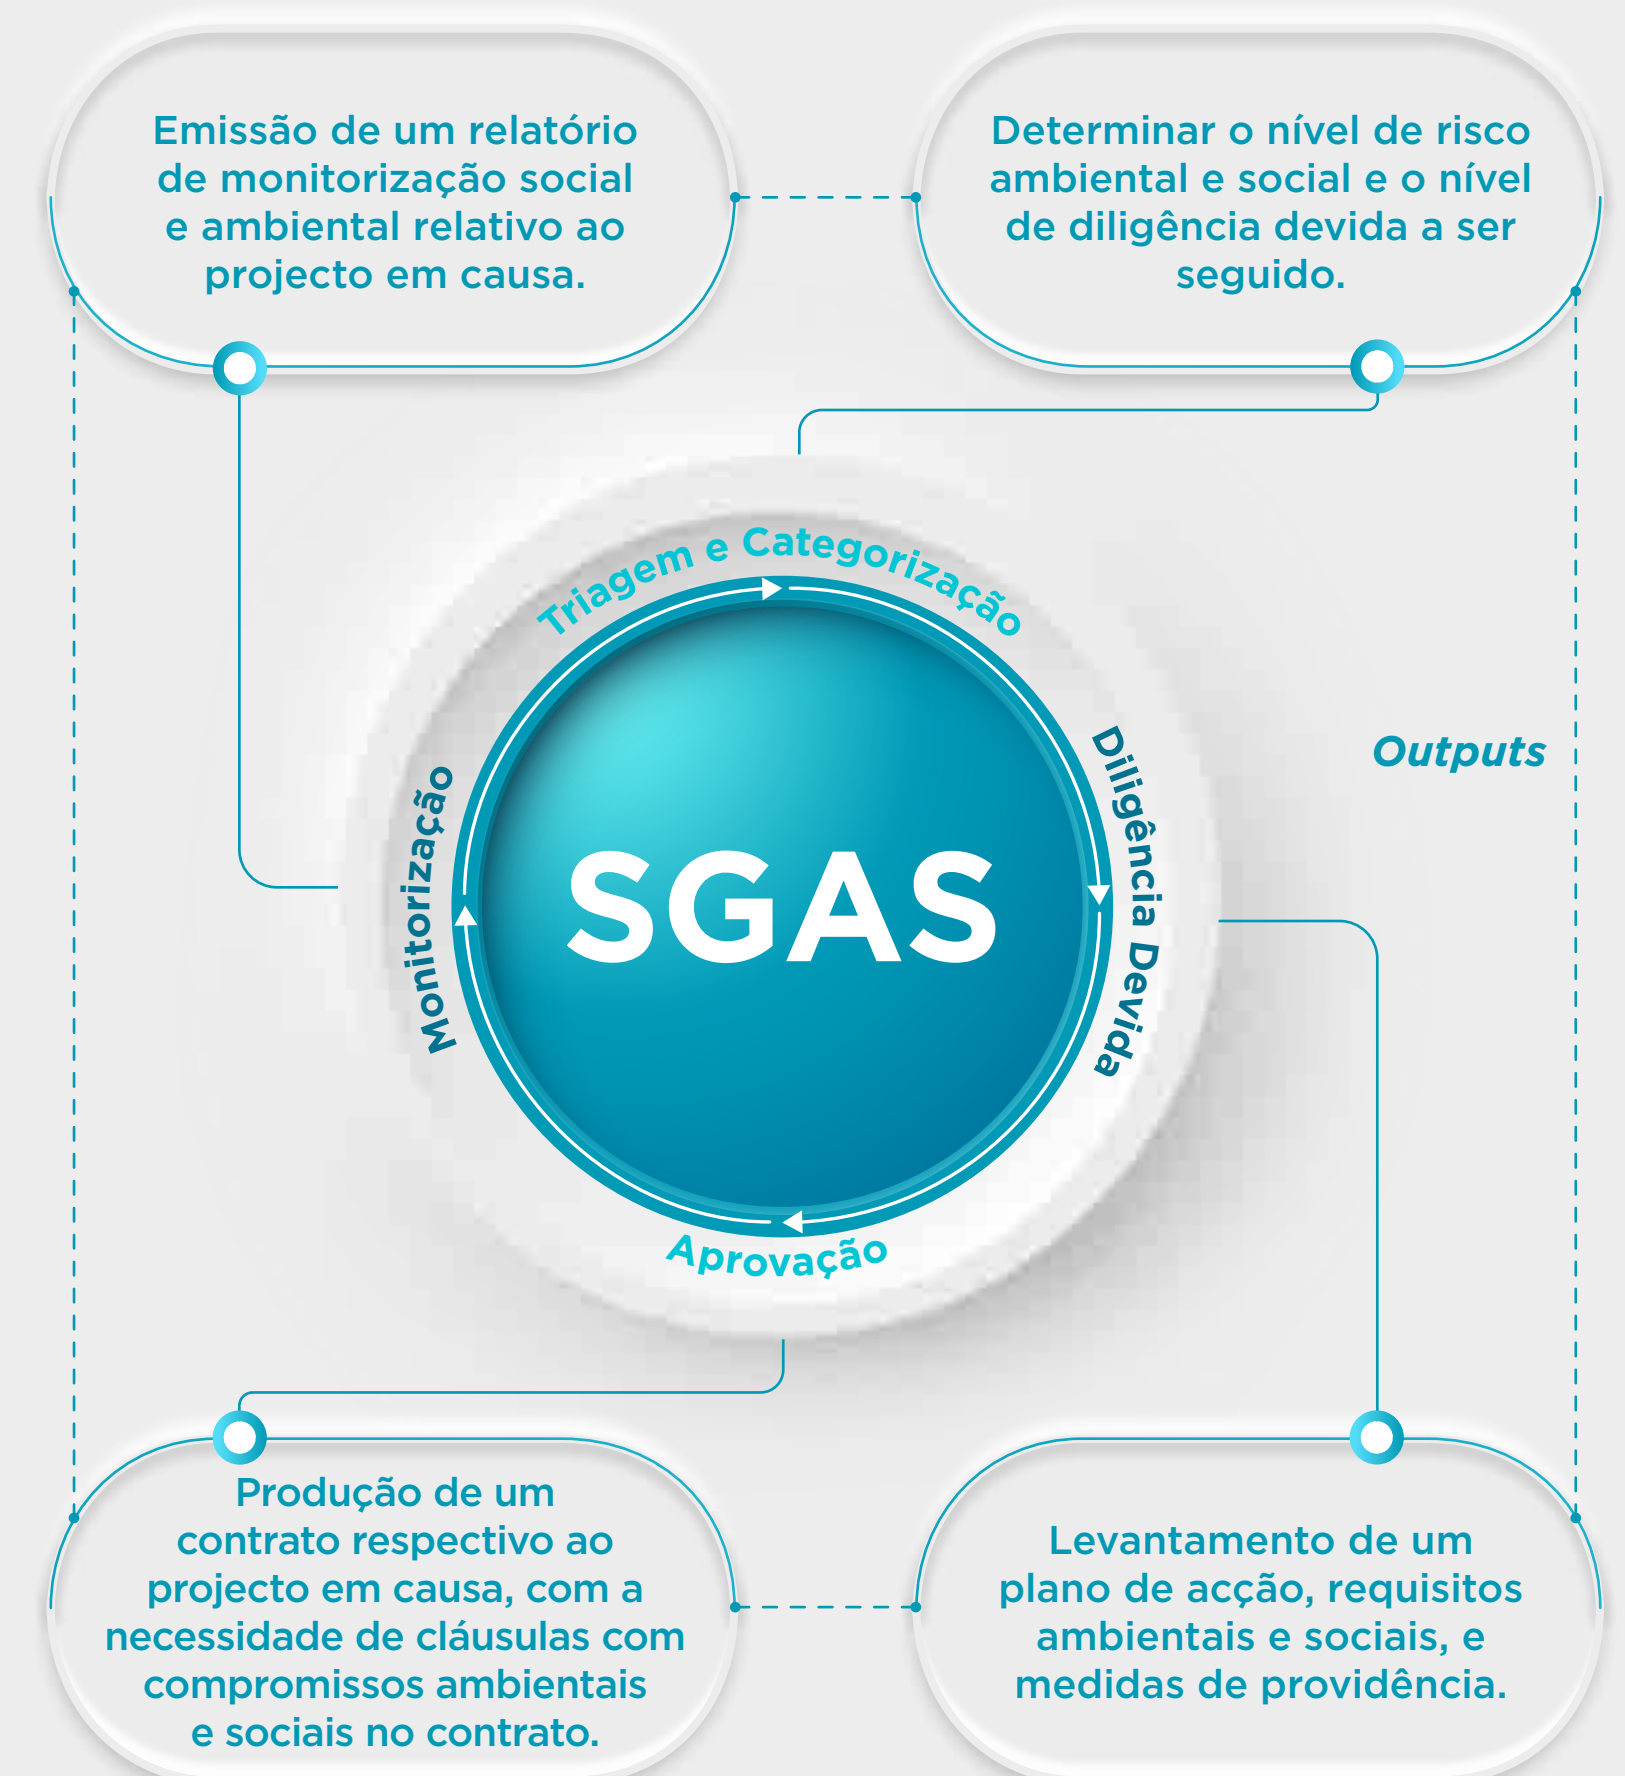 Emissão de um relatório
de monitorização social
e ambiental relativo ao
projecto em causa.
Determinar o nível de risco
ambiental e social e o nível
de diligência devida a ser
seguido.
Triagem e Categorização
Diligência Devida
Outputs
Monitorização
SGAS
Aprovação
Produção de um
contrato respectivo ao
projecto em causa, com a
necessidade de cláusulas com
compromissos ambientais
e sociais no contrato.
Levantamento de um
plano de acção, requisitos
ambientais e sociais, e
medidas de providência.